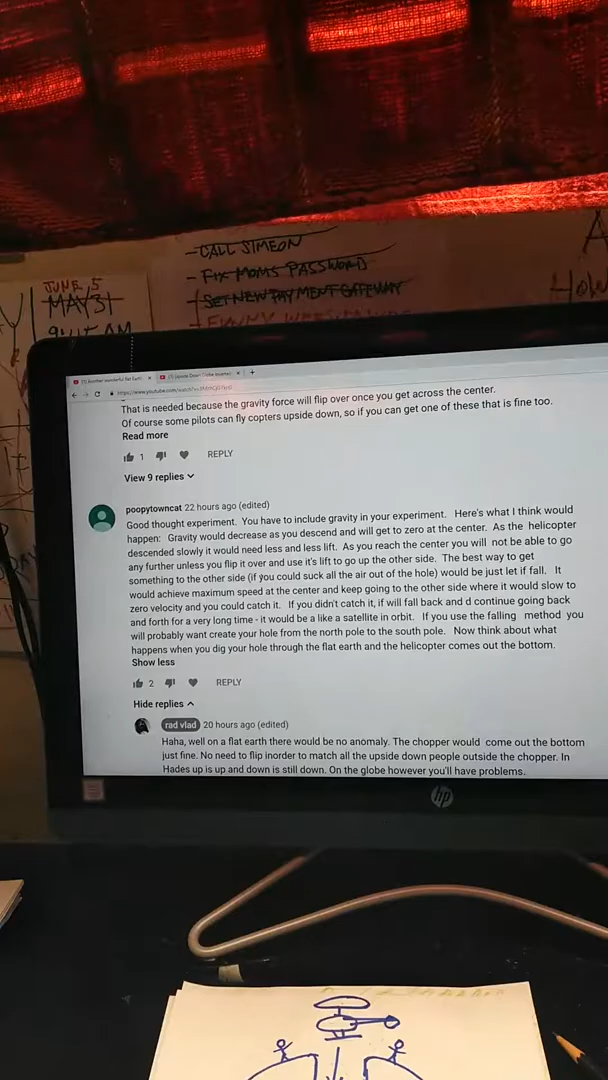 - CALL SIMEON
- FIX MOMS PASSWORD
- SET NEW PAYMENT GATEWAY
JUNE 5
MAY 31
That is needed because the gravity force will flip over once you get across the center.
Of course some pilots can fly copters upside down, so if you can get one of these that is fine too.
Read more
1 REPLY
View 9 replies
poopytowncat 22 hours ago (edited)
Good thought experiment. You have to include gravity in your experiment. Here's what I think would
happen: Gravity would decrease as you descend and will get to zero at the center. As the helicopter
descended slowly it would need less and less lift. As you reach the center you will not be able to go
any further unless you flip it over and use it's lift to go up the other side. The best way to get
something to the other side (if you could suck all the air out of the hole) would be just let if fall. It
would achieve maximum speed at the center and keep going to the other side where it would slow to
zero velocity and you could catch it. If you didn't catch it, if will fall back and d continue going back
and forth for a very long time - it would be a like a satellite in orbit. If you use the falling method you
will probably want create your hole from the north pole to the south pole. Now think about what
happens when you dig your hole through the flat earth and the helicopter comes out the bottom.
Show less
2 REPLY
Hide replies
rad vlad 20 hours ago (edited)
Haha, well on a flat earth there would be no anomaly. The chopper would come out the bottom
just fine. No need to flip inorder to match all the upside down people outside the chopper. In
Hades up is up and down is still down. On the globe however you'll have problems.
hp